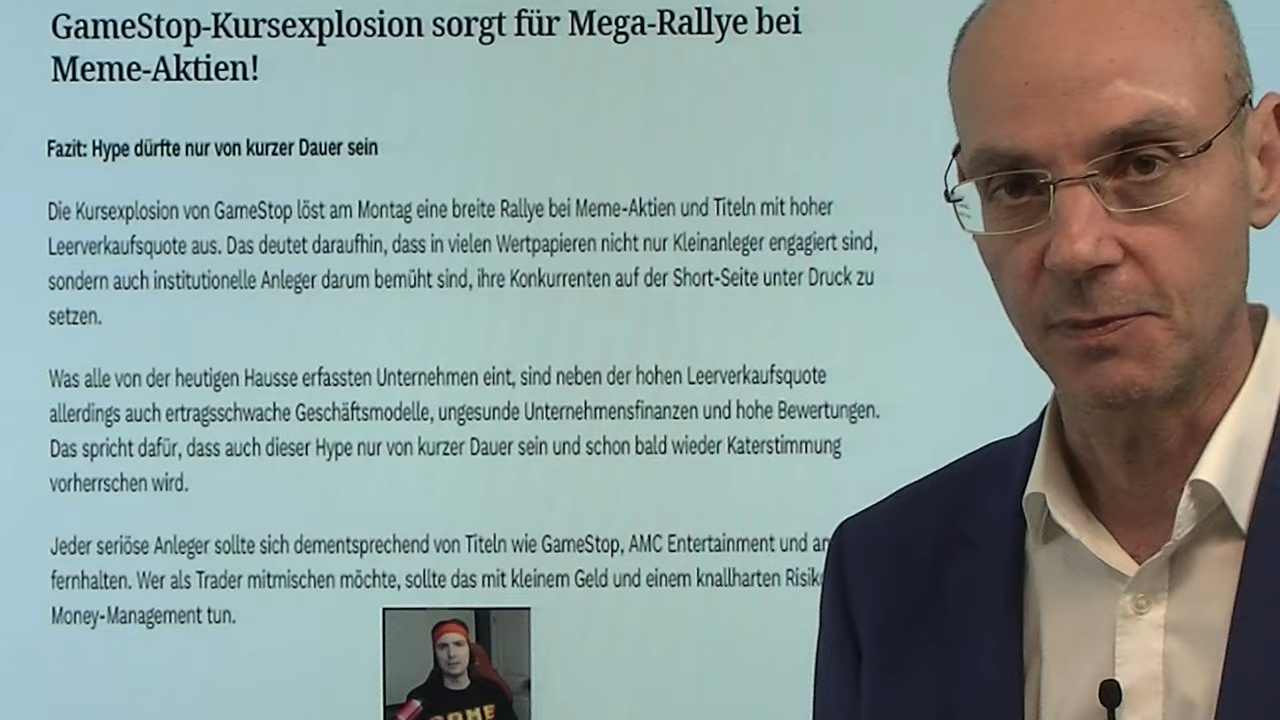 GameStop-Kursexplosion sorgt für Mega-Rallye bei
Meme-Aktien!
Fazit: Hype dürfte nur von kurzer Dauer sein
Die Kursexplosion von GameStop löst am Montag eine breite Rallye bei Meme-Aktien und Titeln mit hoher
Leerverkaufsquote aus. Das deutet daraufhin, dass in vielen Wertpapieren nicht nur Kleinanleger engagiert sind,
sondern auch institutionelle Anleger darum bemüht sind, ihre Konkurrenten auf der Short-Seite unter Druck zu
setzen.
Was alle von der heutigen Hausse erfassten Unternehmen eint, sind neben der hohen Leerverkaufsquote
allerdings auch ertragsschwache Geschäftsmodelle, ungesunde Unternehmensfinanzen und hohe Bewertungen.
Das spricht dafür, dass auch dieser Hype nur von kurzer Dauer sein und schon bald wieder Katerstimmung
vorherrschen wird.
Jeder seriöse Anleger sollte sich dementsprechend von Titeln wie GameStop, AMC Entertainment und
fernhalten. Wer als Trader mitmischen möchte, sollte das mit kleinem Geld und einem knallharten
Money-Management tun.